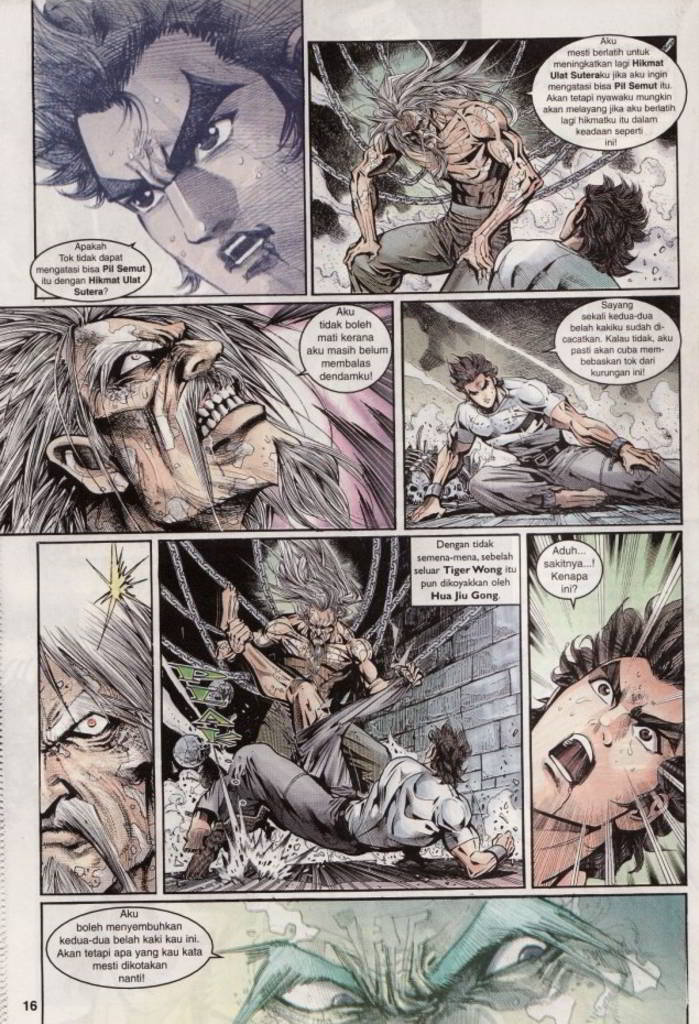 Apakah
Tok tidak dapat
mengatasi bisa Pil Semut
itu dengan Hikmat Ulat
Sutera?
Aku
mesti berlatih untuk
meningkatkan lagi Hikmat
Ulat Suteraku jika aku ingin
mengatasi bisa Pil Semut itu.
Akan tetapi nyawaku mungkin
akan melayang jika aku berlatih
lagi hikmatku itu dalam
keadaan seperti
ini!
Aku
tidak boleh
mati kerana
aku masih belum
membalas
dendamku!
Sayang
sekali kedua-dua
belah kakiku sudah di-
cacatkan. Kalau tak, aku
pasti akan cuba mem-
bebaskan tok dari
kurungan ini!
Dengan tidak
semena-mena, sebelah
seluar Tiger Wong itu
pun dikoyakkan oleh
Hua Jiu Gong.
Aduh...
sakitnya...!
Kenapa
ini?
Aku
boleh menyembuhkan
kedua-dua belah kaki kau ini.
Akan tetapi apa yang kau kata
mesti dikotakan
nanti!
16